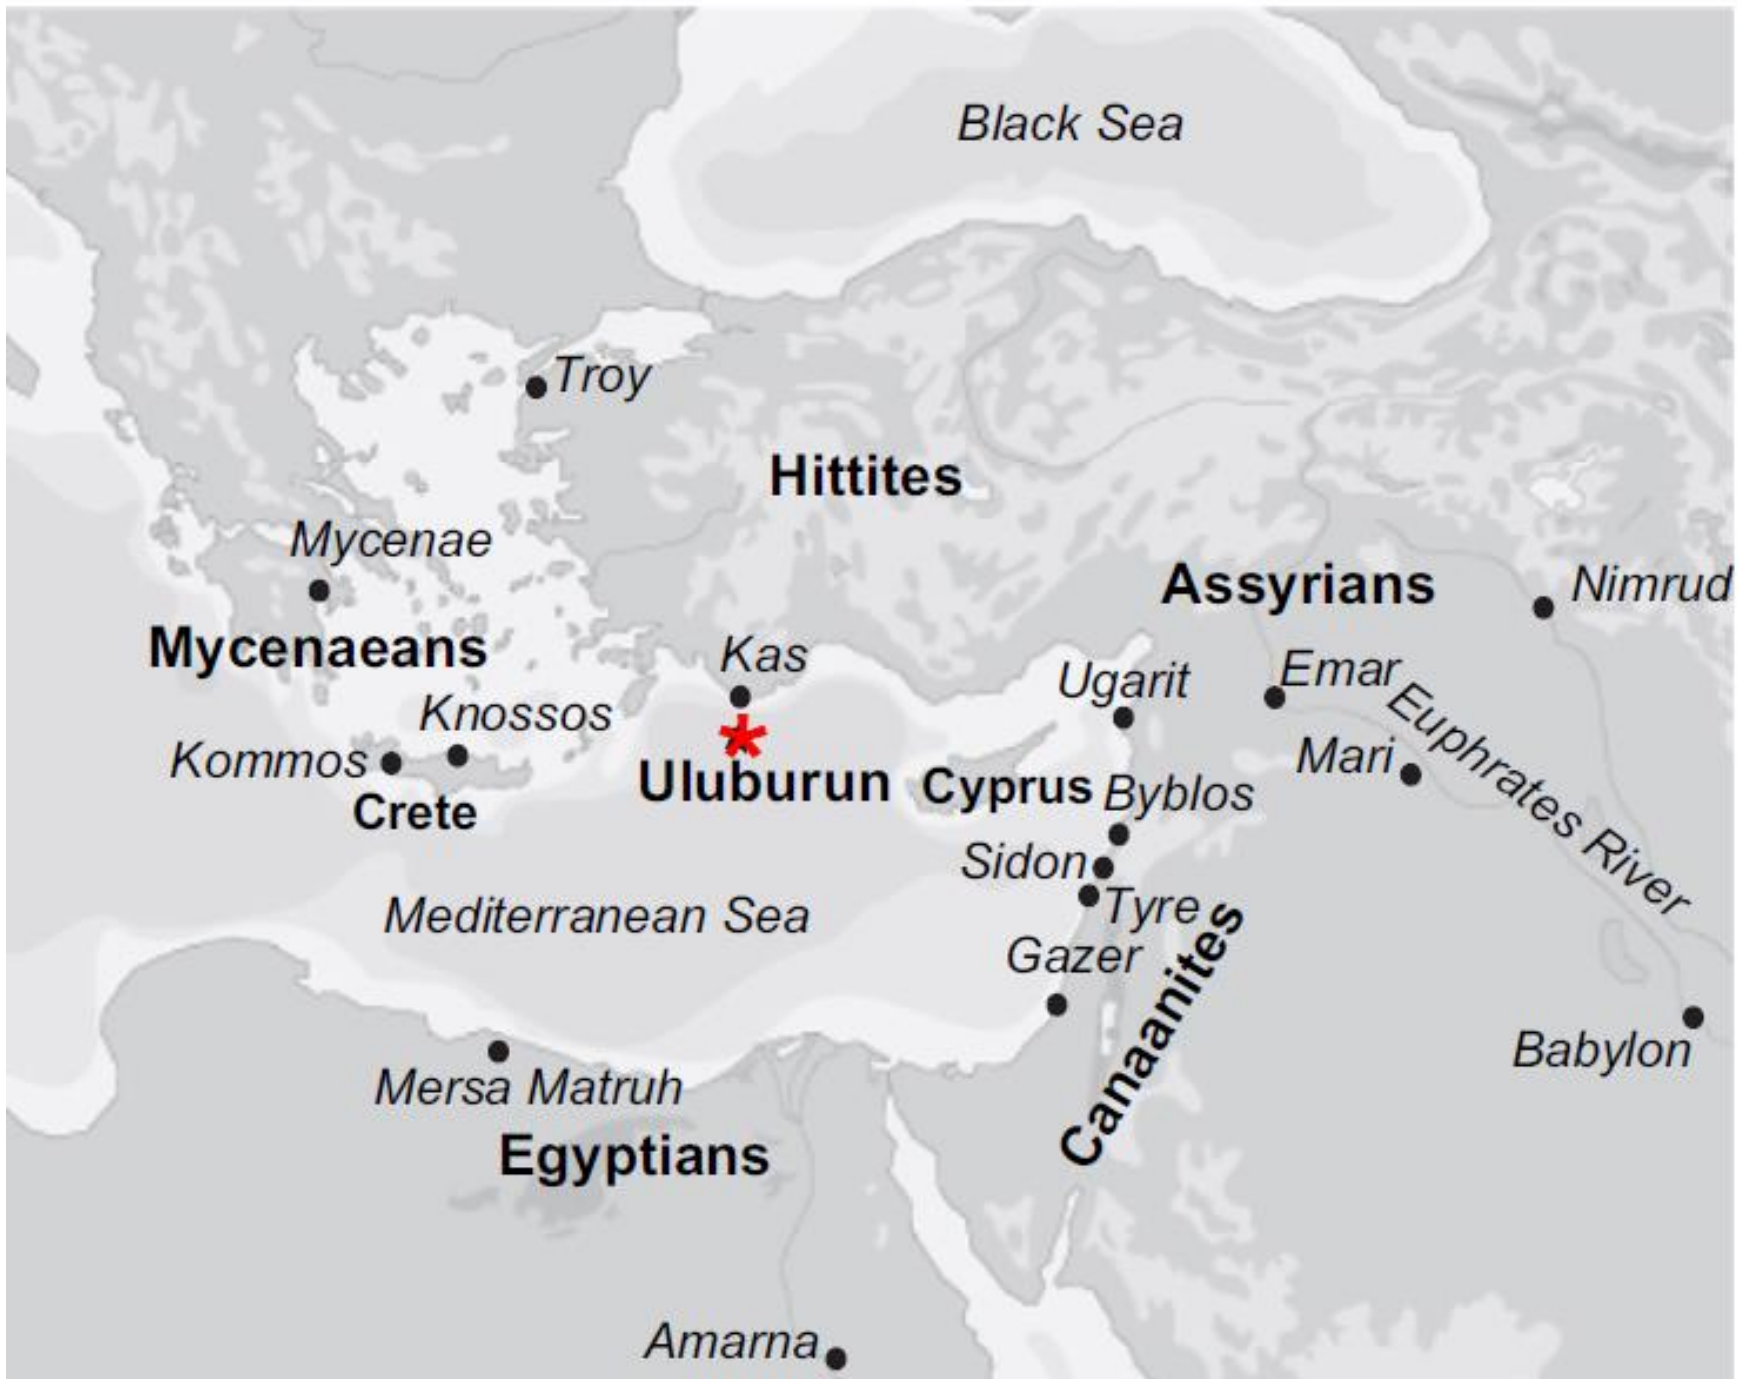 Black Sea
Troy
Hittites
Mycenae
Assyrians
Nimrud
Mycenaeans
Kas
Ugarit
Emar
Knossos
Euphrates River
Kommos
Mari
Uluburun
Cyprus
Byblos
Crete
Sidon
Tyre
Mediterranean Sea
Gazer
Canaanites
Babylon
Mersa Matruh
Egyptians
Amarna